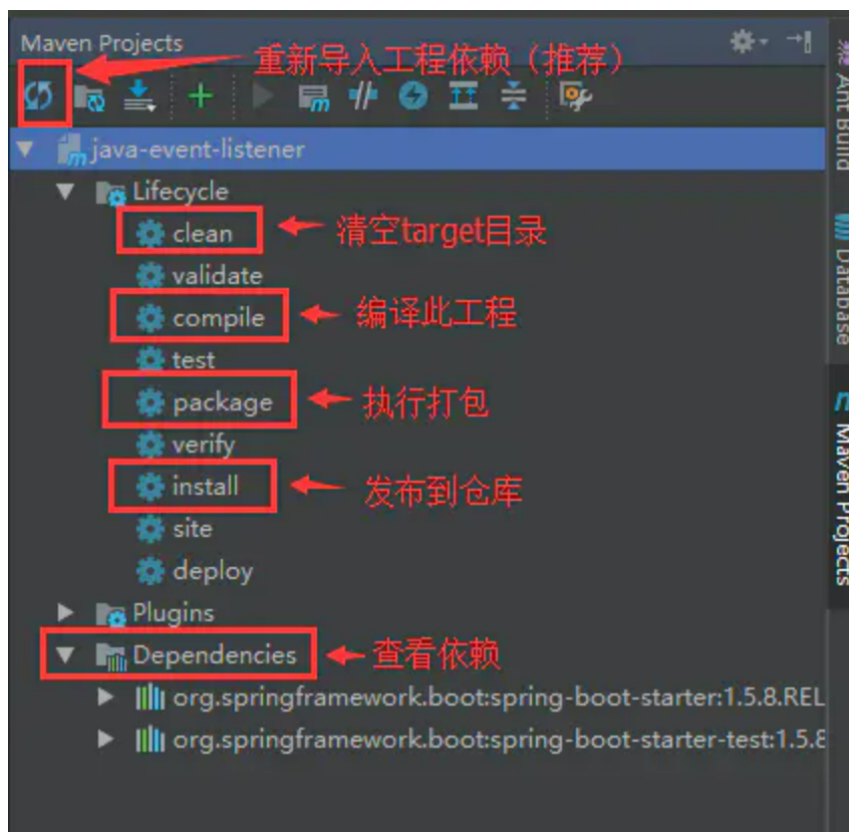 Maven Projects
重新导入工程依赖（推荐）
java-event-listener
Lifecycle
clean
清空target目录
validate
compile
编译此工程
test
package
执行打包
verify
install
发布到仓库
site
deploy
Plugins
Dependencies
查看依赖
org.springframework.boot:spring-boot-starter:1.5.8.REL
org.springframework.boot:spring-boot-starter-test:1.5.8
Ant Build
Database
Maven Projects